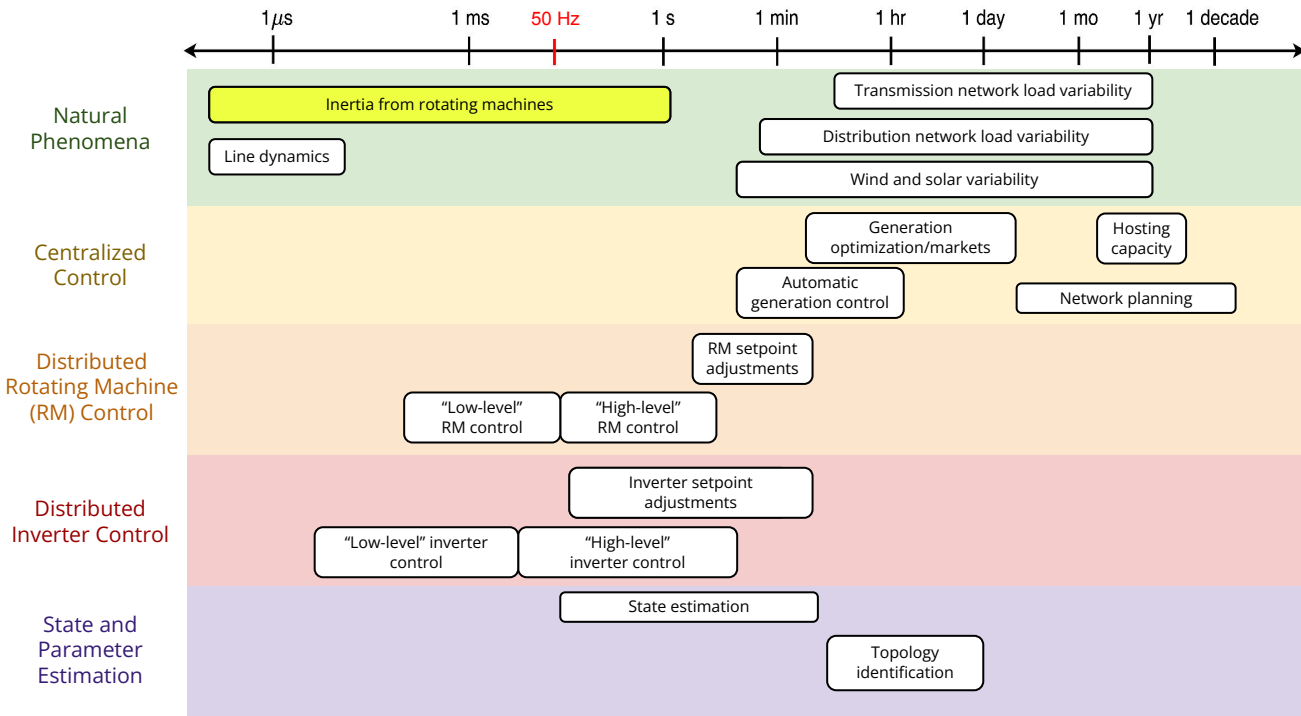 1 μs
1 ms
50 Hz
1 s
1 min
1 hr
1 day
1 mo
1 yr
1 decade
Natural
Phenomena
Inertia from rotating machines
Transmission network load variability
Line dynamics
Distribution network load variability
Wind and solar variability
Centralized
Control
Generation
optimization/markets
Hosting
capacity
Automatic
generation control
Network planning
Distributed
Rotating Machine
(RM) Control
RM setpoint
adjustments
“Low-level”
RM control
“High-level”
RM control
Distributed
Inverter Control
Inverter setpoint
adjustments
“Low-level” inverter
control
“High-level”
inverter control
State and
Parameter
Estimation
State estimation
Topology
identification